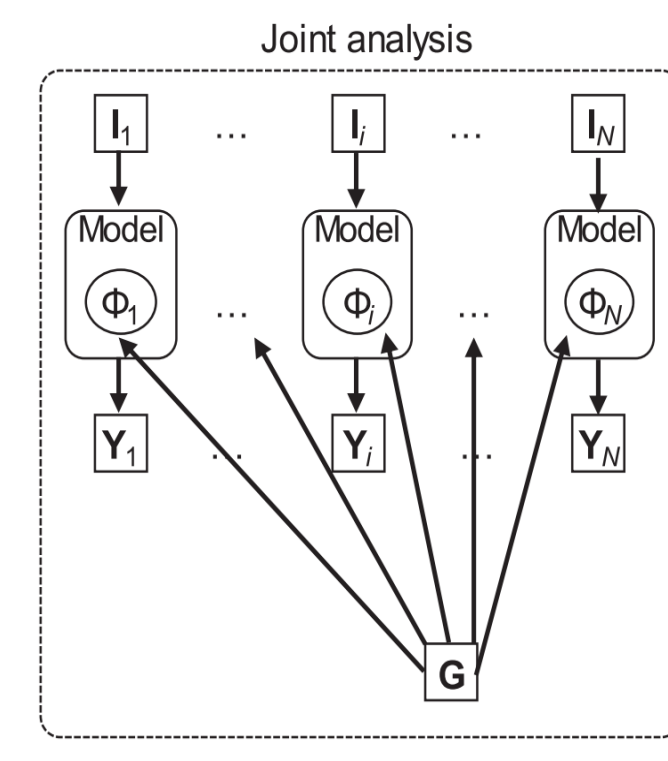 Joint analysis
I1 ... Ii ... IN
Model Model Model
Φ1 ... Φi ... ΦN
Y1 ... Yi ... YN
G